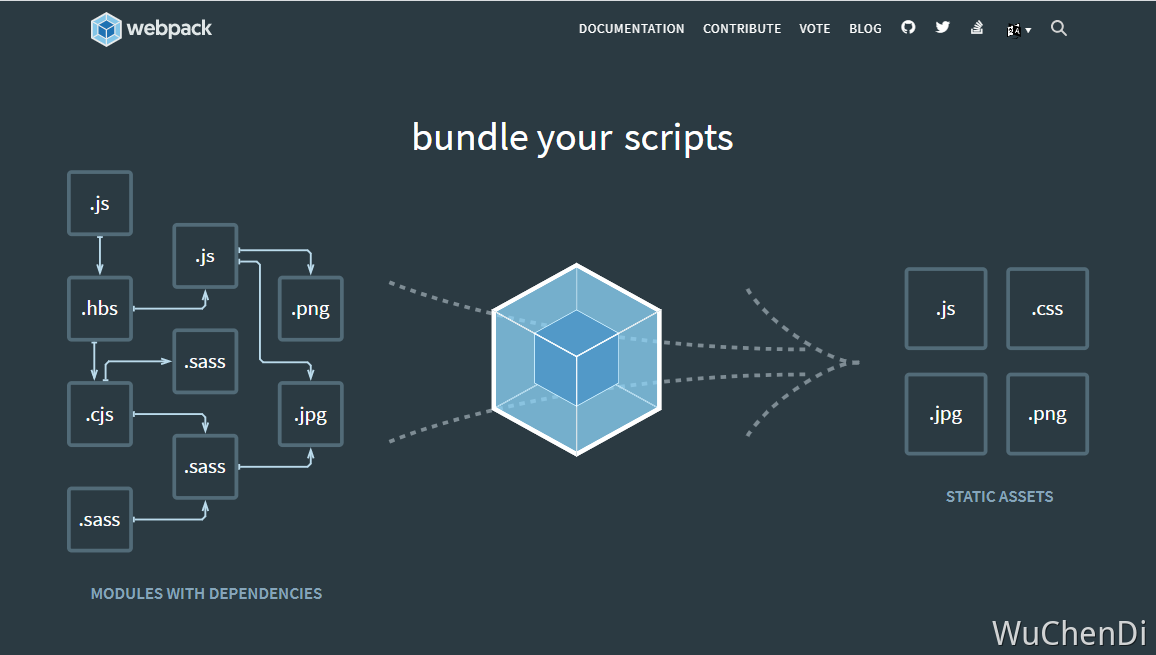 webpack
DOCUMENTATION CONTRIBUTE VOTE BLOG
bundle your scripts
.js
.js
.hbs
.png
.sass
.cjs
.jpg
.sass
.sass
MODULES WITH DEPENDENCIES
.js
.css
.jpg
.png
STATIC ASSETS
WuChenDi